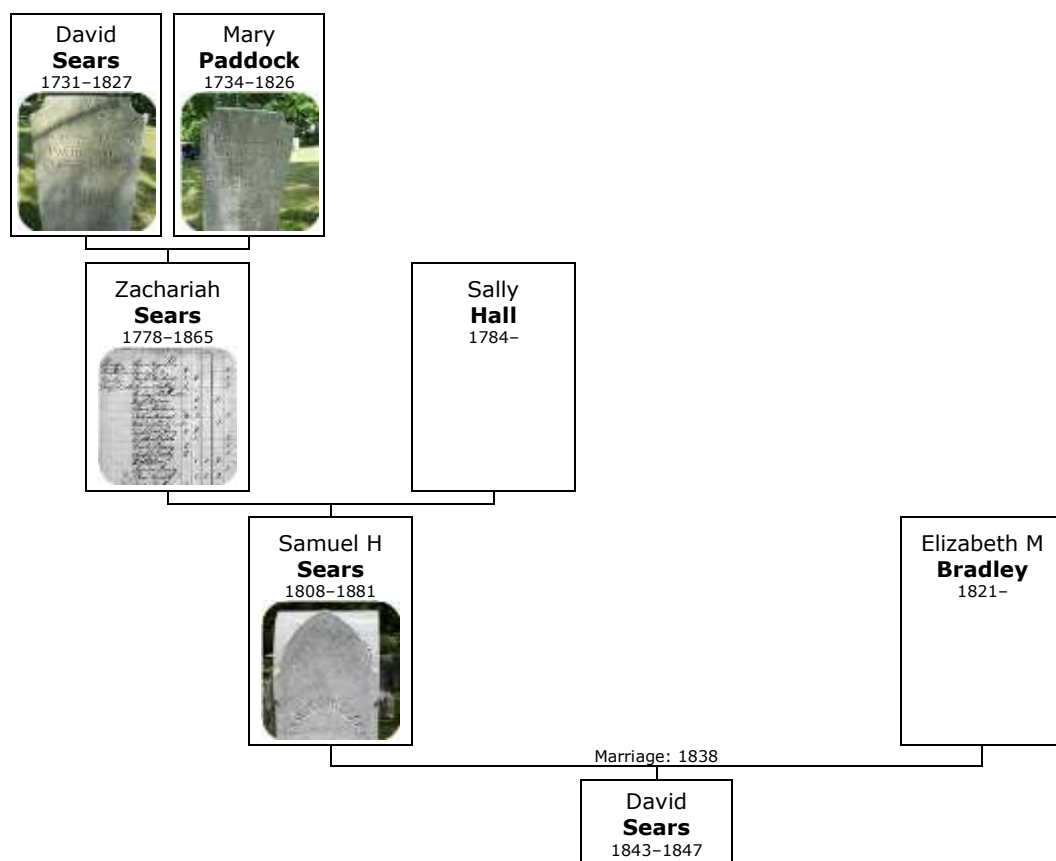 David
Sears
1731–1827
Mary
Paddock
1734–1826
Zachariah
Sears
1778–1865
Sally
Hall
1784–
Samuel H
Sears
1808–1881
Elizabeth M
Bradley
1821–
Marriage: 1838
David
Sears
1843–1847